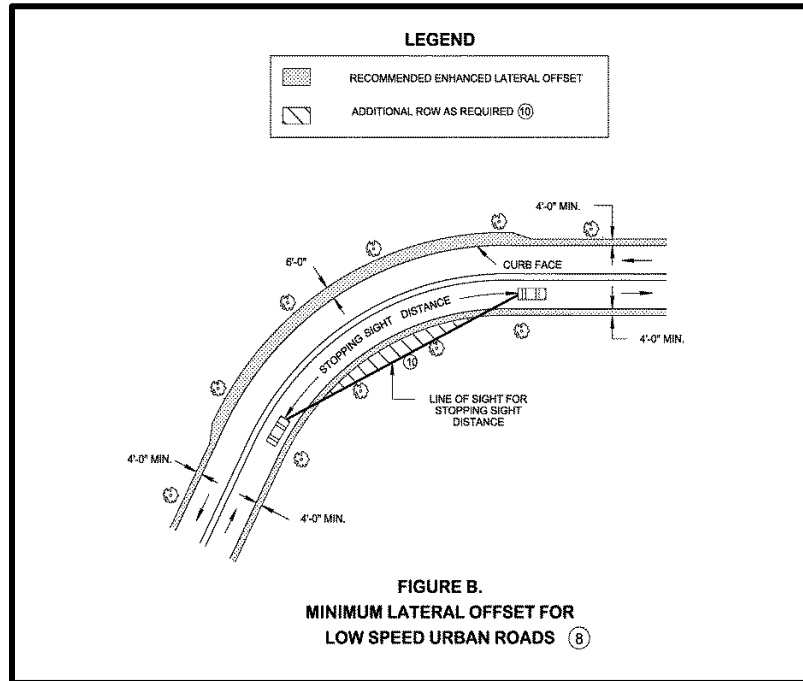 LEGEND
RECOMMENDED ENHANCED LATERAL OFFSET
ADDITIONAL ROW AS REQUIRED 10
4'-0" MIN.
6'-0"
CURB FACE
STOPPING SIGHT DISTANCE
4'-0" MIN.
10
LINE OF SIGHT FOR
STOPPING SIGHT
DISTANCE
4'-0" MIN.
4'-0" MIN.
FIGURE B.
MINIMUM LATERAL OFFSET FOR
LOW SPEED URBAN ROADS 8